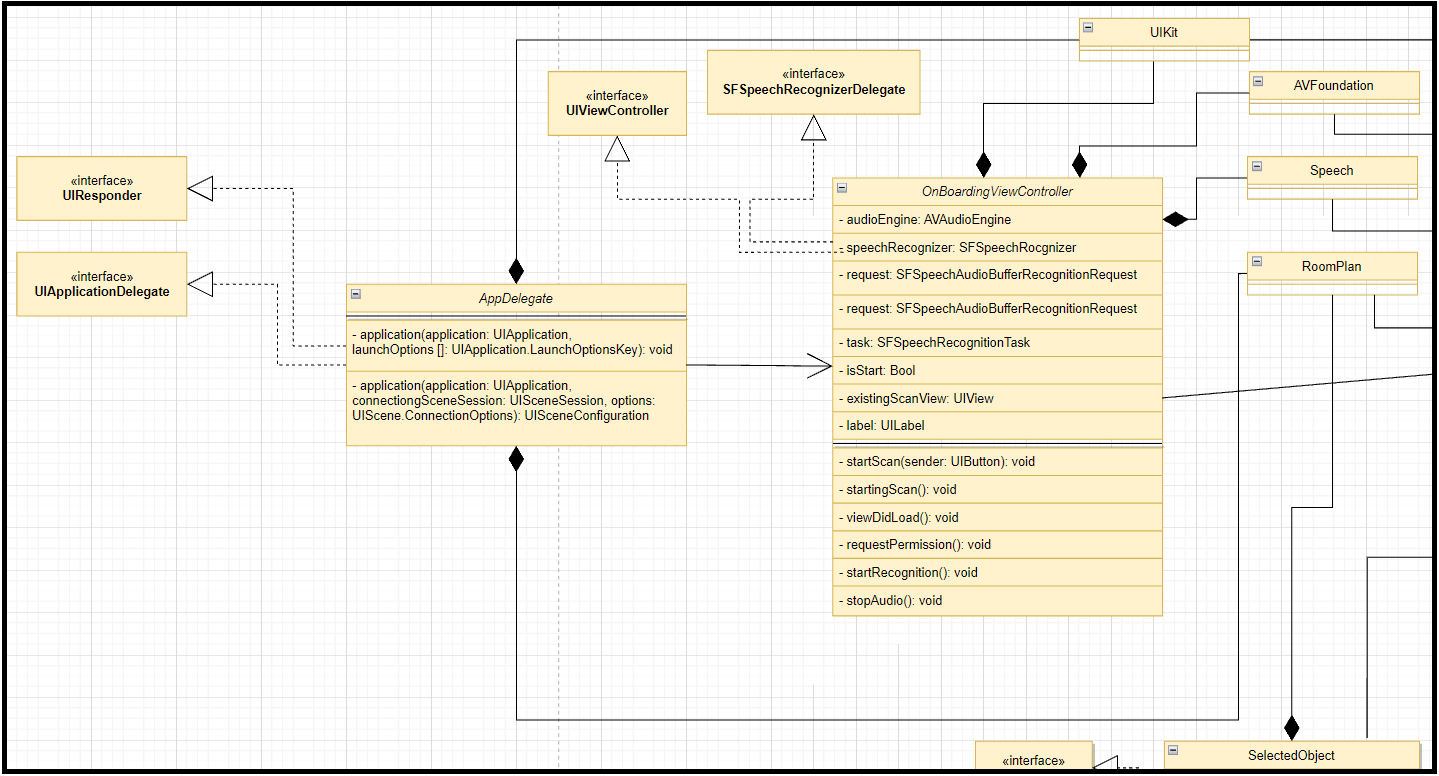 UIKit
«interface»
SFSpeechRecognizerDelegate
«interface»
UIViewController
AVFoundation
«interface»
UIResponder
Speech
OnBoardingViewController
- audioEngine: AVAudioEngine
- speechRecognizer: SFSpeechRocgnizer
- request: SFSpeechAudioBufferRecognitionRequest
- request: SFSpeechAudioBufferRecognitionRequest
- task: SFSpeechRecognitionTask
- isStart: Bool
- existingScanView: UIView
- label: UILabel
- startScan(sender: UIButton): void
- startingScan(): void
- viewDidLoad(): void
- requestPermission(): void
- startRecognition(): void
- stopAudio(): void
RoomPlan
«interface»
UIApplicationDelegate
AppDelegate
- application(application: UIApplication,
launchOptions []: UIApplication.LaunchOptionsKey): void
- application(application: UIApplication,
connectiongSceneSession: UISceneSession, options:
UIScene.ConnectionOptions): UISceneConfiguration
«interface»
SelectedObject